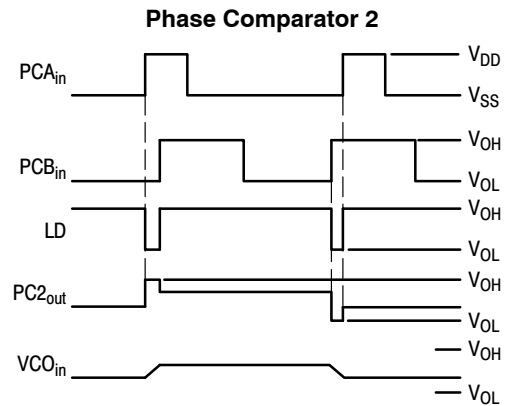 Phase Comparator 2
PCAin
VDD
VSS
PCBin
VOH
VOL
LD
VOH
VOL
PC2out
VOH
VOL
VCOin
VOH
VOL